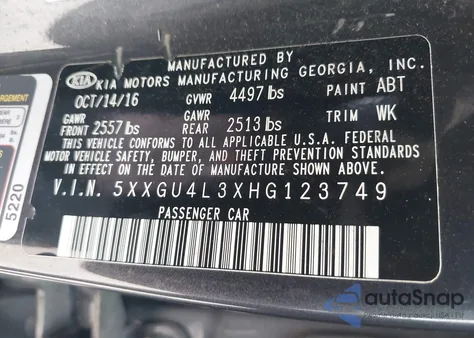 MANUFACTURED BY
KIA KIA MOTORS MANUFACTURING GEORGIA, INC.
OCT/14/16 GVWR 4497 lbs PAINT ABT
GAWR GAWR
FRONT 2557 lbs REAR 2513 lbs TRIM WK
THIS VEHICLE CONFORMS TO ALL APPLICABLE U.S.A. FEDERAL
MOTOR VEHICLE SAFETY, BUMPER, AND THEFT PREVENTION STANDARDS
IN EFFECT ON THE DATE OF MANUFACTURE SHOWN ABOVE.
V.I.N. 5XXGU4L3XHG123749
PASSENGER CAR
5220
autoSnap